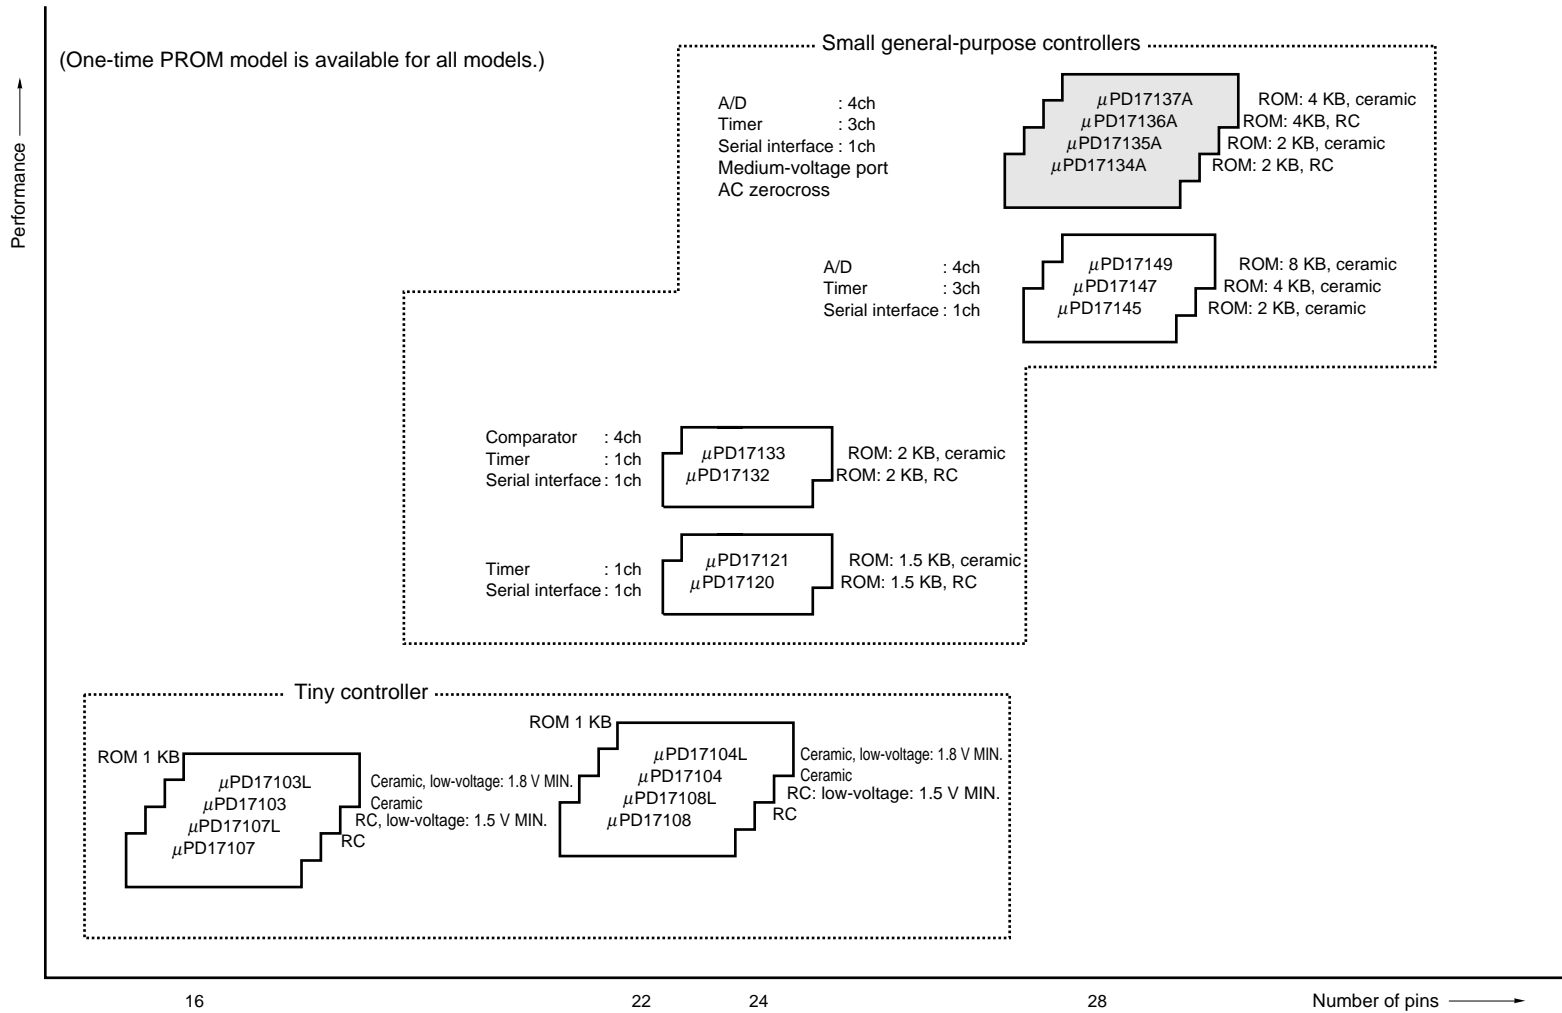 Small general-purpose controllers
(One-time PROM model is available for all models.)
Performance
A/D : 4ch
Timer : 3ch
Serial interface : 1ch
Medium-voltage port
AC zerocross
μPD17137A ROM: 4 KB, ceramic
μPD17136A ROM: 4KB, RC
μPD17135A ROM: 2 KB, ceramic
μPD17134A ROM: 2 KB, RC
A/D : 4ch
Timer : 3ch
Serial interface : 1ch
μPD17149 ROM: 8 KB, ceramic
μPD17147 ROM: 4 KB, ceramic
μPD17145 ROM: 2 KB, ceramic
Comparator : 4ch
Timer : 1ch
Serial interface : 1ch
μPD17133 ROM: 2 KB, ceramic
μPD17132 ROM: 2 KB, RC
Timer : 1ch
Serial interface : 1ch
μPD17121 ROM: 1.5 KB, ceramic
μPD17120 ROM: 1.5 KB, RC
Tiny controller
ROM 1 KB
μPD17103L Ceramic, low-voltage: 1.8 V MIN.
μPD17103 Ceramic
μPD17107L RC, low-voltage: 1.5 V MIN.
μPD17107 RC
ROM 1 KB
μPD17104L Ceramic, low-voltage: 1.8 V MIN.
μPD17104 Ceramic
μPD17108L RC: low-voltage: 1.5 V MIN.
μPD17108 RC
16 22 24 28 Number of pins